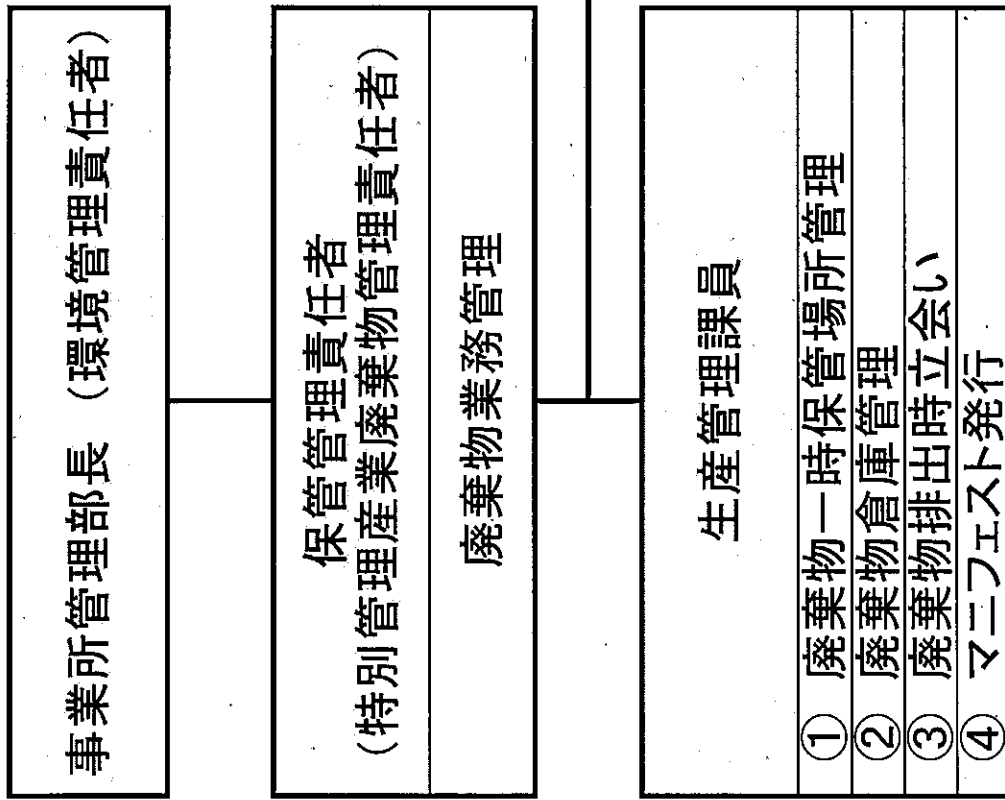 事業所管理部長 (環境管理責任者)
保管管理責任者
(特別管理産業廃棄物管理責任者)
廃棄物業務管理
生産管理課員
① 廃棄物一時保管場所管理
② 廃棄物倉庫管理
③ 廃棄物排出時立会い
④ マニフェスト発行